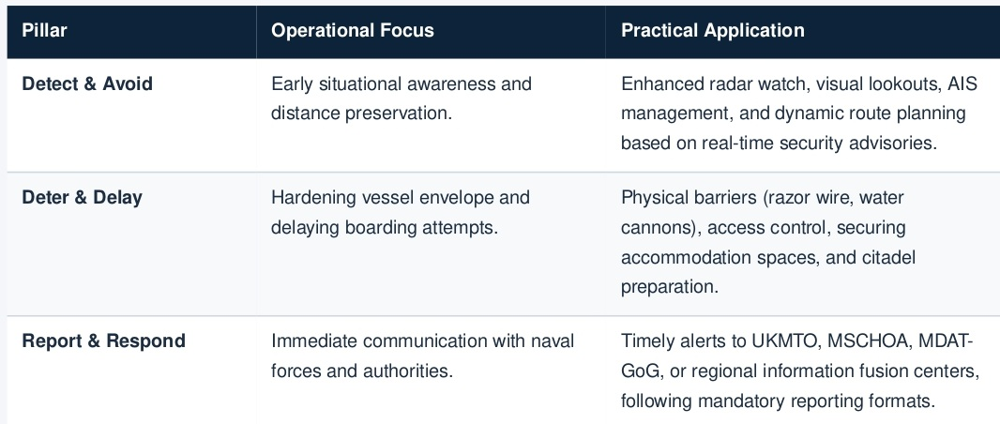 Pillar
Operational Focus
Practical Application
Detect & Avoid
Early situational awareness and
distance preservation.
Enhanced radar watch, visual lookouts, AIS
management, and dynamic route planning
based on real-time security advisories.
Deter & Delay
Hardening vessel envelope and
delaying boarding attempts.
Physical barriers (razor wire, water
cannons), access control, securing
accommodation spaces, and citadel
preparation.
Report & Respond
Immediate communication with naval
forces and authorities.
Timely alerts to UKMTO, MSCHOA, MDAT-
GoG, or regional information fusion centers,
following mandatory reporting formats.